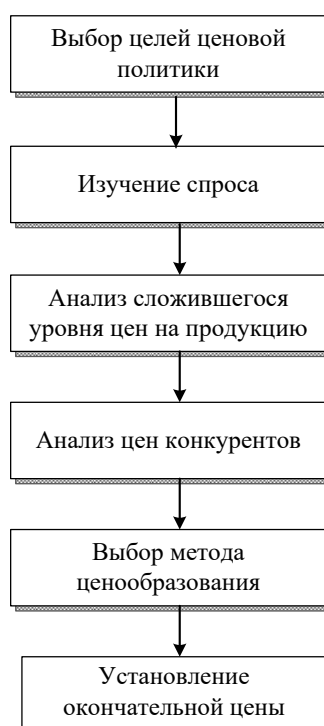 Выбор целей ценовой
политики
Изучение спроса
Анализ сложившегося
уровня цен на продукцию
Анализ цен конкурентов
Выбор метода
ценообразования
Установление
окончательной цены